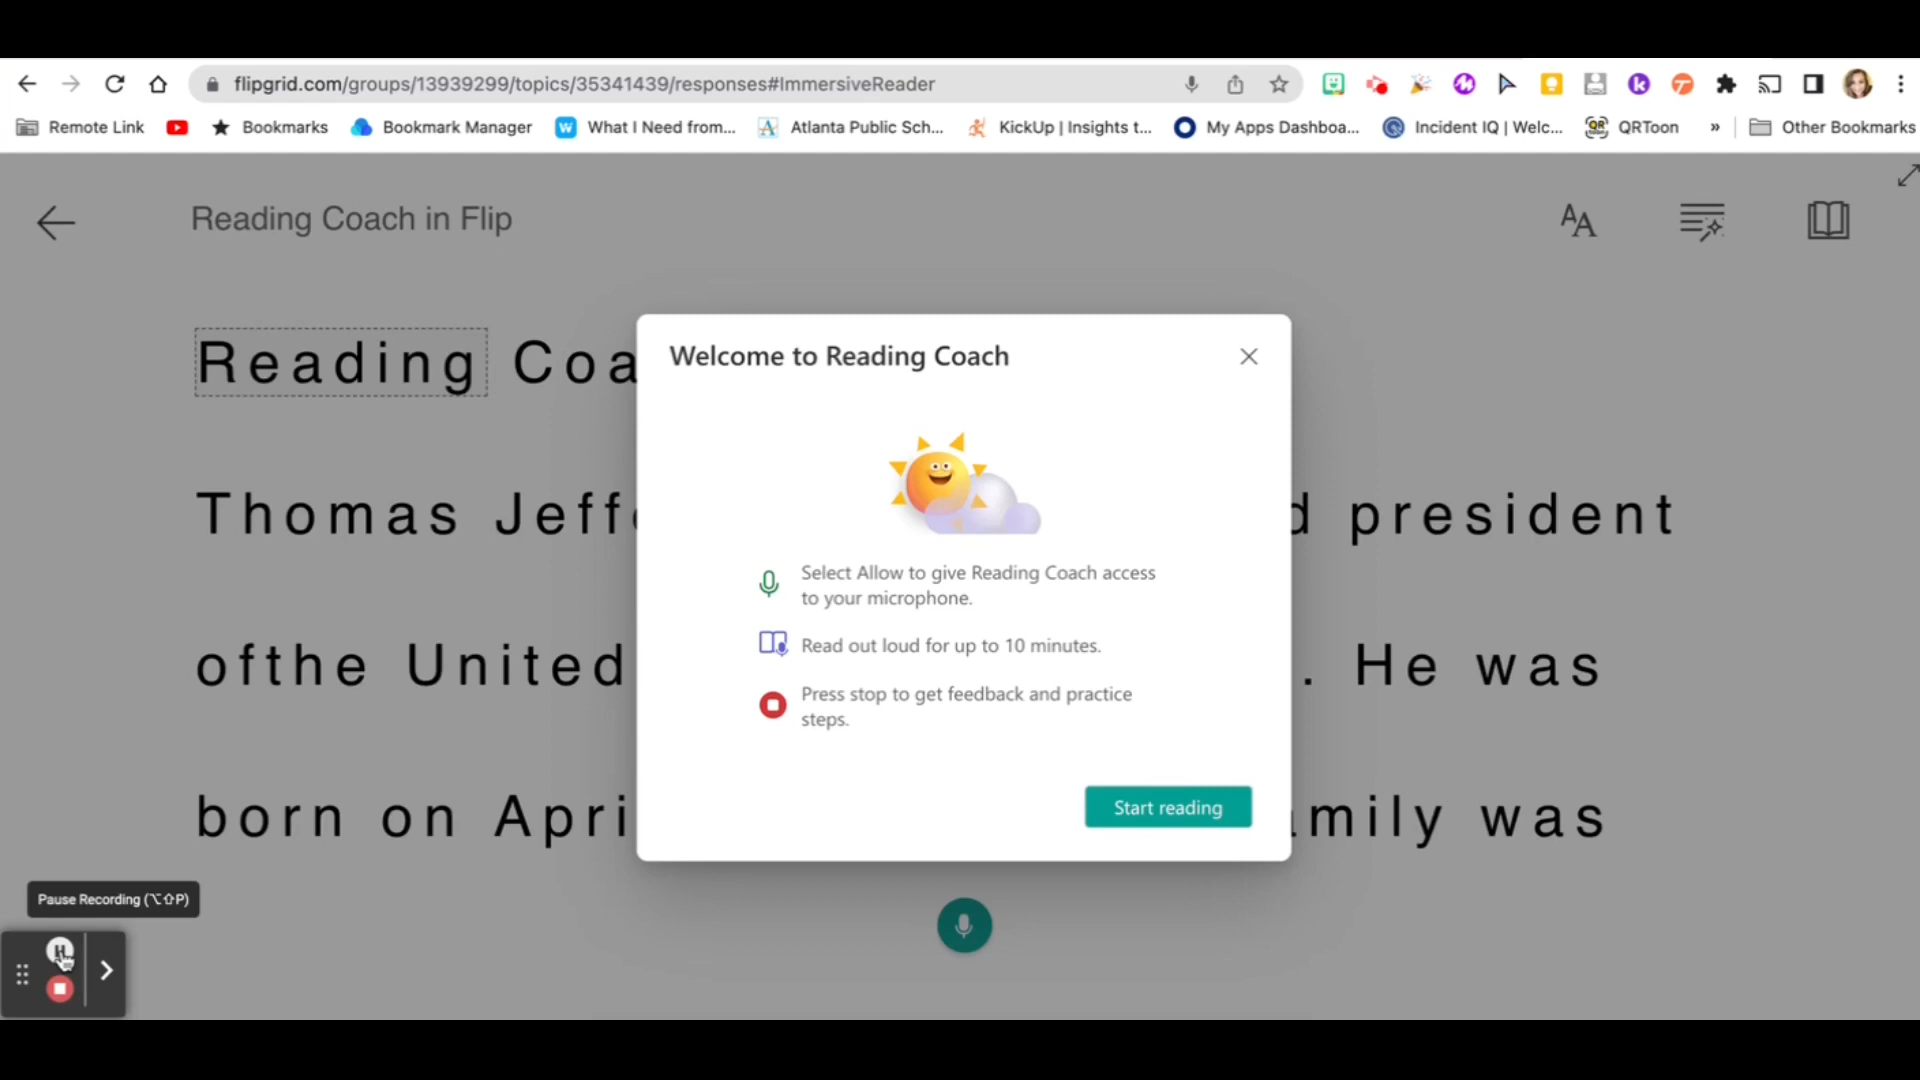 flipgrid.com/groups/13939299/topics/35341439/responses#ImmersiveReader
Remote Link Bookmarks Bookmark Manager What I Need from... Atlanta Public Sch... KickUp | Insights t... My Apps Dashboa... Incident IQ | Welc... QRToon » Other Bookmarks
Reading Coach in Flip
Reading Coa
Thomas Jeff d president
ofthe United . He was
born on Apri amily was
Welcome to Reading Coach
Select Allow to give Reading Coach access
to your microphone.
Read out loud for up to 10 minutes.
Press stop to get feedback and practice
steps.
Start reading
Pause Recording (⌥⇧P)